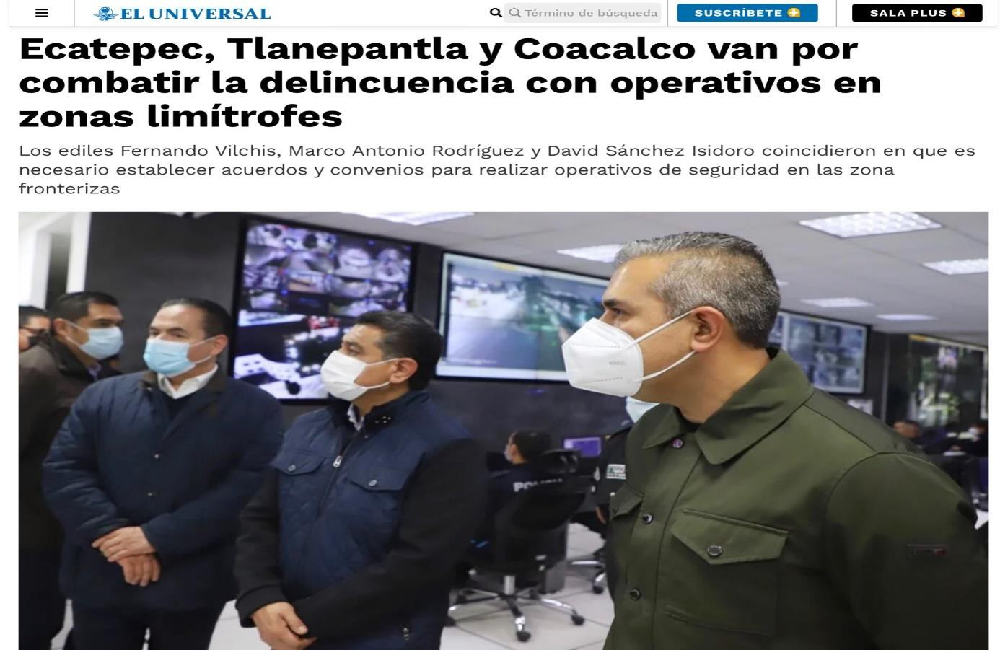 EL UNIVERSAL
Término de búsqueda
SUSCRÍBETE
SALA PLUS
Ecatepec, Tlanepantla y Coacalco van por
combatir la delincuencia con operativos en
zonas limítrofes
Los ediles Fernando Vilchis, Marco Antonio Rodríguez y David Sánchez Isidoro coincidieron en que es
necesario establecer acuerdos y convenios para realizar operativos de seguridad en las zona
fronterizas